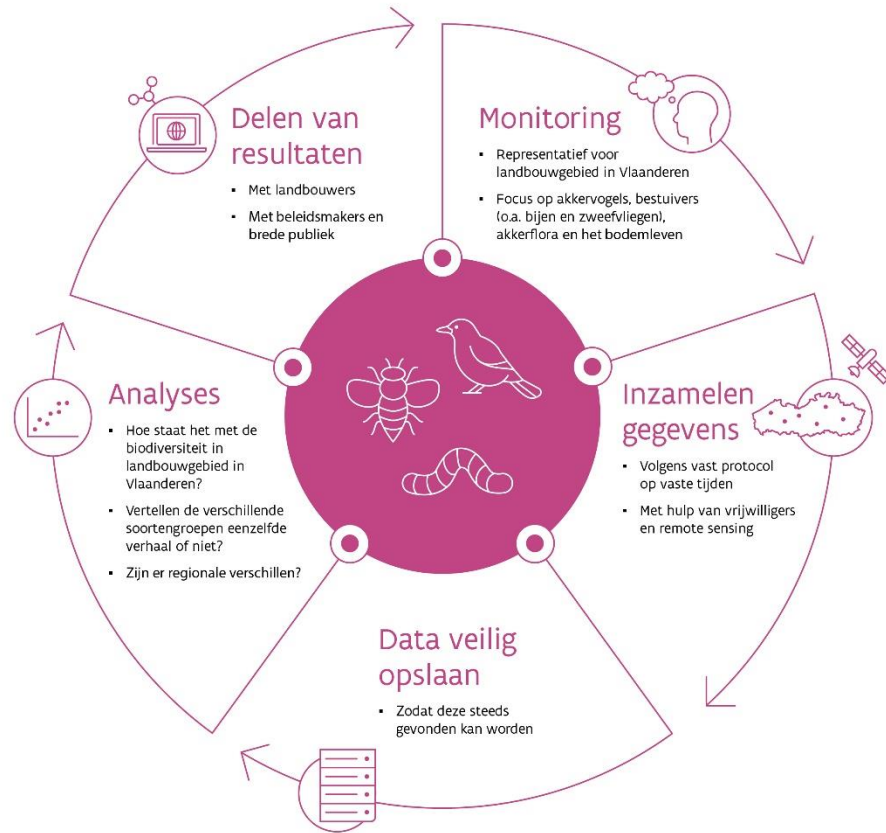 Monitoring
▪ Representatief voor
landbouwgebied in Vlaanderen
▪ Focus op akkervogels, bestuivers
(o.a. bijen en zweefvliegen),
akkerflora en het bodemleven
Inzamelen
gegevens
▪ Volgens vast protocol
op vaste tijden
▪ Met hulp van vrijwilligers
en remote sensing
Data veilig
opslaan
▪ Zodat deze steeds
gevonden kan worden
Analyses
▪ Hoe staat het met de
biodiversiteit in
landbouwgebied in
Vlaanderen?
▪ Vertellen de verschillende
soortengroepen eenzelfde
verhaal of niet?
▪ Zijn er regionale verschillen?
Delen van
resultaten
▪ Met landbouwers
▪ Met beleidsmakers en
brede publiek